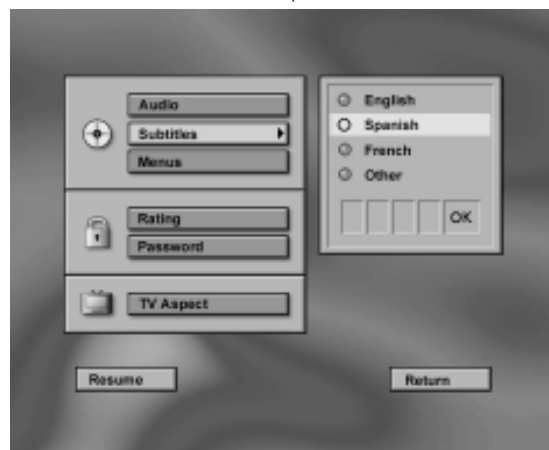 Audio
Subtitles
Menus
Rating
Password
TV Aspect
English
Spanish
French
Other
OK
Resume
Return